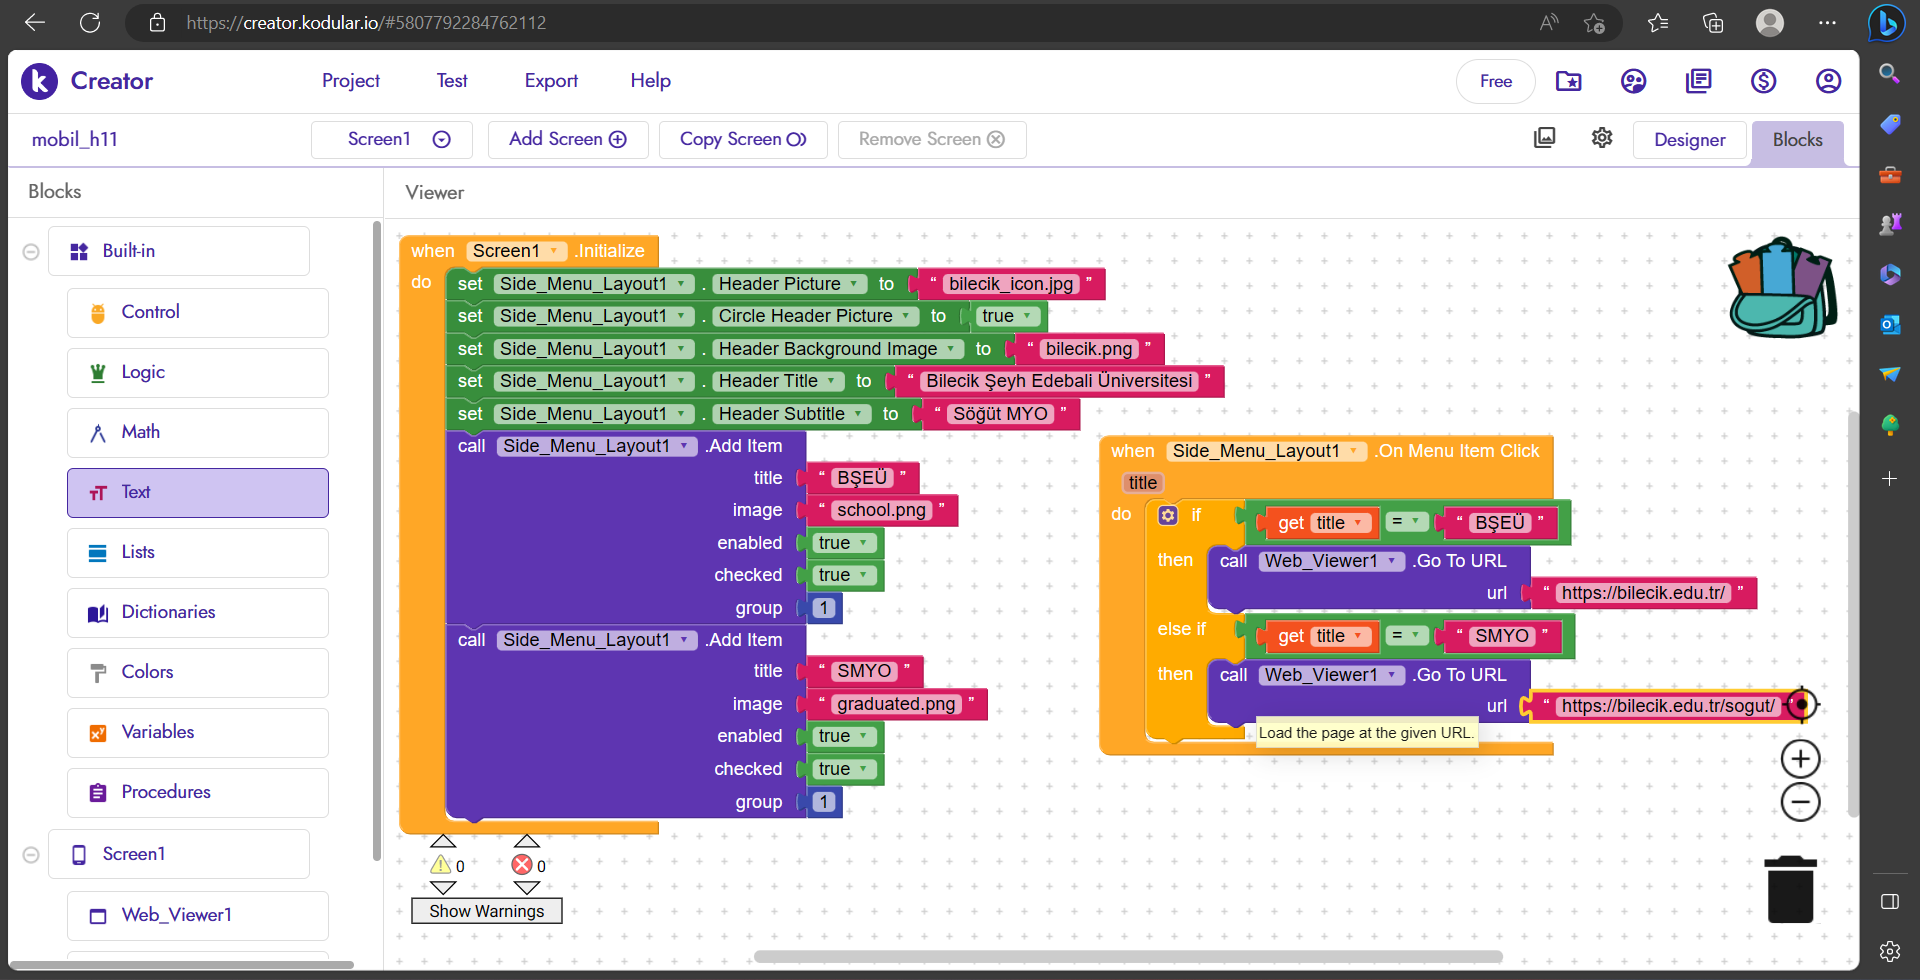 https://creator.kodular.io/#5807792284762112
Creator
Project
Test
Export
Help
Free
mobil_h11
Screen1
Add Screen
Copy Screen
Remove Screen
Designer
Blocks
Blocks
Viewer
Built-in
Control
Logic
Math
Text
Lists
Dictionaries
Colors
Variables
Procedures
Screen1
Web_Viewer1
when Screen1 .Initialize
do set Side_Menu_Layout1 . Header Picture to “ bilecik_icon.jpg ”
set Side_Menu_Layout1 . Circle Header Picture to true
set Side_Menu_Layout1 . Header Background Image to “ bilecik.png ”
set Side_Menu_Layout1 . Header Title to “ Bilecik Şeyh Edebali Üniversitesi ”
set Side_Menu_Layout1 . Header Subtitle to “ Söğüt MYO ”
call Side_Menu_Layout1 .Add Item
title “ BŞEÜ ”
image “ school.png ”
enabled true
checked true
group 1
call Side_Menu_Layout1 .Add Item
title “ SMYO ”
image “ graduated.png ”
enabled true
checked true
group 1
0
0
Show Warnings
when Side_Menu_Layout1 .On Menu Item Click
title
do if get title = “ BŞEÜ ”
then call Web_Viewer1 .Go To URL
url “ https://bilecik.edu.tr/ ”
else if get title = “ SMYO ”
then call Web_Viewer1 .Go To URL
url “ https://bilecik.edu.tr/sogut/ ”
Load the page at the given URL.